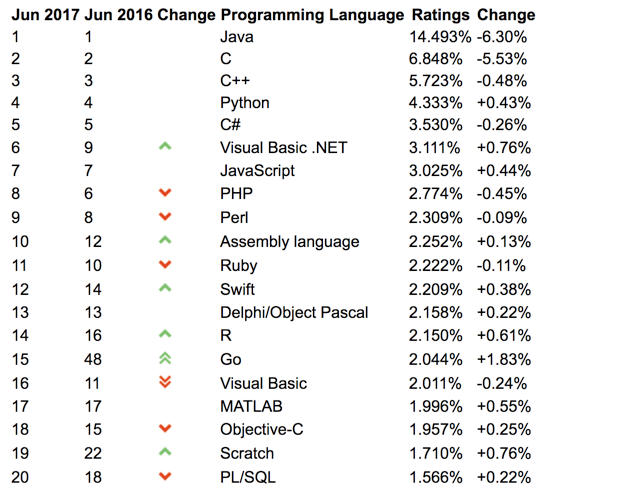 Jun 2017 Jun 2016 Change Programming Language Ratings Change
1 1 Java 14.493% -6.30%
2 2 C 6.848% -5.53%
3 3 C++ 5.723% -0.48%
4 4 Python 4.333% +0.43%
5 5 C# 3.530% -0.26%
6 9 Visual Basic .NET 3.111% +0.76%
7 7 JavaScript 3.025% +0.44%
8 6 PHP 2.774% -0.45%
9 8 Perl 2.309% -0.09%
10 12 Assembly language 2.252% +0.13%
11 10 Ruby 2.222% -0.11%
12 14 Swift 2.209% +0.38%
13 13 Delphi/Object Pascal 2.158% +0.22%
14 16 R 2.150% +0.61%
15 48 Go 2.044% +1.83%
16 11 Visual Basic 2.011% -0.24%
17 17 MATLAB 1.996% +0.55%
18 15 Objective-C 1.957% +0.25%
19 22 Scratch 1.710% +0.76%
20 18 PL/SQL 1.566% +0.22%